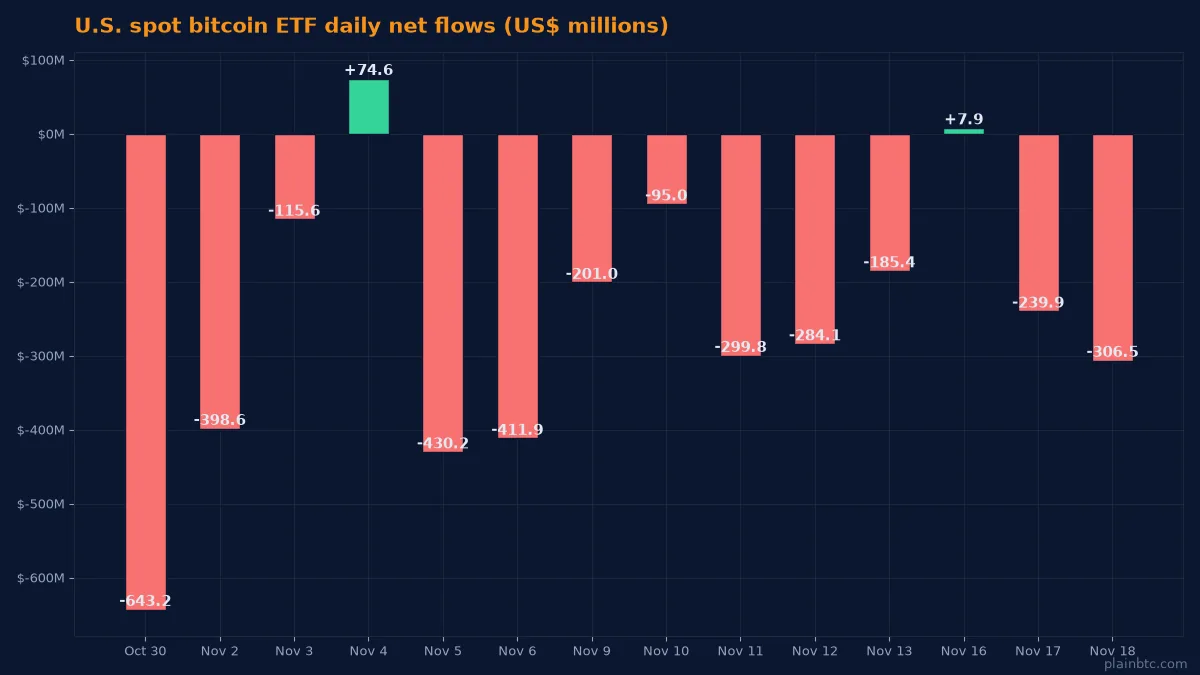 U.S. spot bitcoin ETF daily net flows (US$ millions)
$100M
$0M
$-100M
$-200M
$-300M
$-400M
$-500M
$-600M
-643.2
-398.6
-115.6
+74.6
-430.2
-411.9
-201.0
-95.0
-299.8
-284.1
-185.4
+7.9
-239.9
-306.5
Oct 30 Nov 2 Nov 3 Nov 4 Nov 5 Nov 6 Nov 9 Nov 10 Nov 11 Nov 12 Nov 13 Nov 16 Nov 17 Nov 18
plainbtc.com